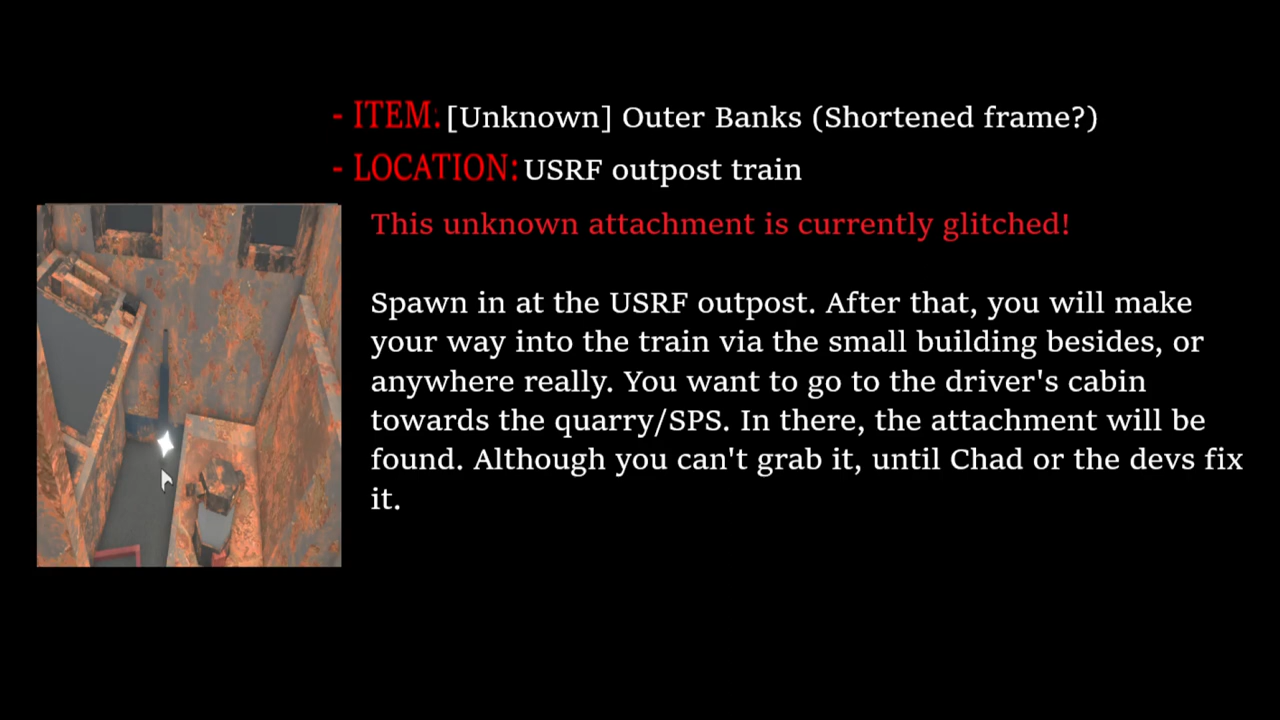 - ITEM: [Unknown] Outer Banks (Shortened frame?)
- LOCATION: USRF outpost train
This unknown attachment is currently glitched!
Spawn in at the USRF outpost. After that, you will make
your way into the train via the small building besides, or
anywhere really. You want to go to the driver's cabin
towards the quarry/SPS. In there, the attachment will be
found. Although you can't grab it, until Chad or the devs fix
it.